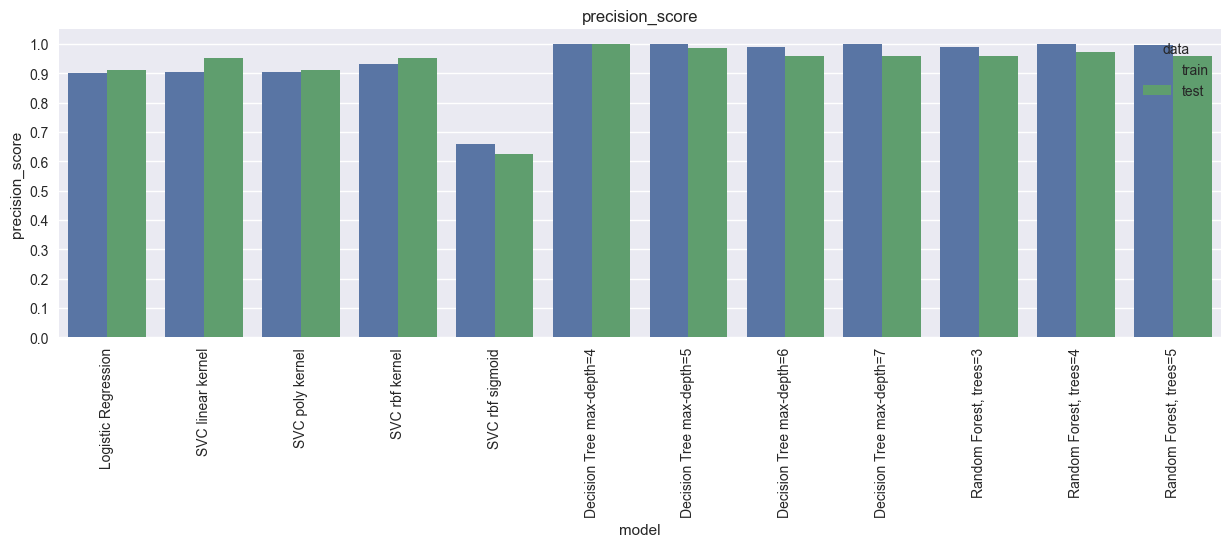 precision_score
data
train
test
precision_score
1.0
0.9
0.8
0.7
0.6
0.5
0.4
0.3
0.2
0.1
0.0
Logistic Regression
SVC linear kernel
SVC poly kernel
SVC rbf kernel
SVC rbf sigmoid
Decision Tree max-depth=4
Decision Tree max-depth=5
Decision Tree max-depth=6
Decision Tree max-depth=7
Random Forest, trees=3
Random Forest, trees=4
Random Forest, trees=5
model